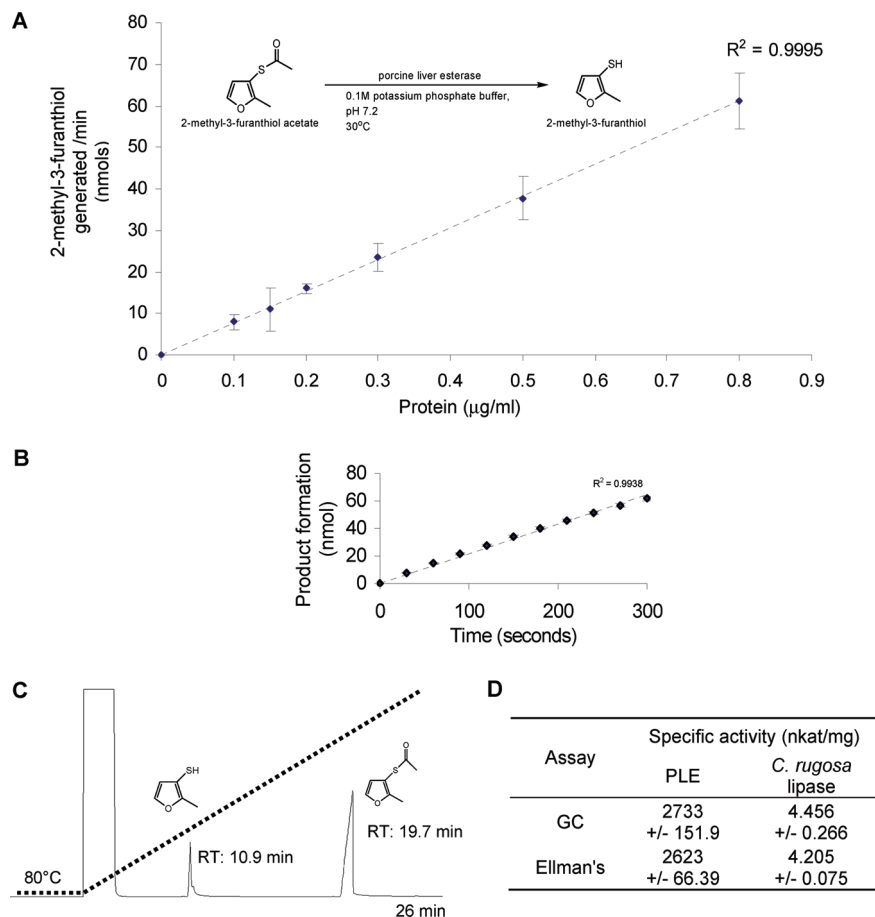 A
80
70
60
50
40
30
20
10
0
2-methyl-3-furanthiol
generated /min
(nmols)
O
S
O
2-methyl-3-furanthiol acetate
porcine liver esterase
0.1M potassium phosphate buffer,
pH 7.2
30°C
SH
O
2-methyl-3-furanthiol
R² = 0.9995
0 0.1 0.2 0.3 0.4 0.5 0.6 0.7 0.8 0.9
Protein (µg/ml)
B
Product formation
(nmol)
80
60
40
20
0
R² = 0.9938
0 100 200 300
Time (seconds)
C
SH
O
RT: 10.9 min
O
S
O
RT: 19.7 min
80°C
26 min
D
Assay Specific activity (nkat/mg)
PLE C. rugosa
lipase
GC 2733 4.456
+/- 151.9 +/- 0.266
Ellman's 2623 4.205
+/- 66.39 +/- 0.075